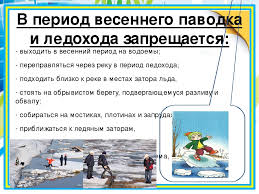 В период весеннего паводка
и ледохода запрещается:
- выходить в весенний период на водоемы;
- переправляться через реку в период ледохода;
- подходить близко к реке в местах затора льда,
- стоять на обрывистом берегу, подвергающемуся разливу и
обвалу:
- собираться на мостиках, плотинах и запрудах
- приближаться к ледяным заторам,